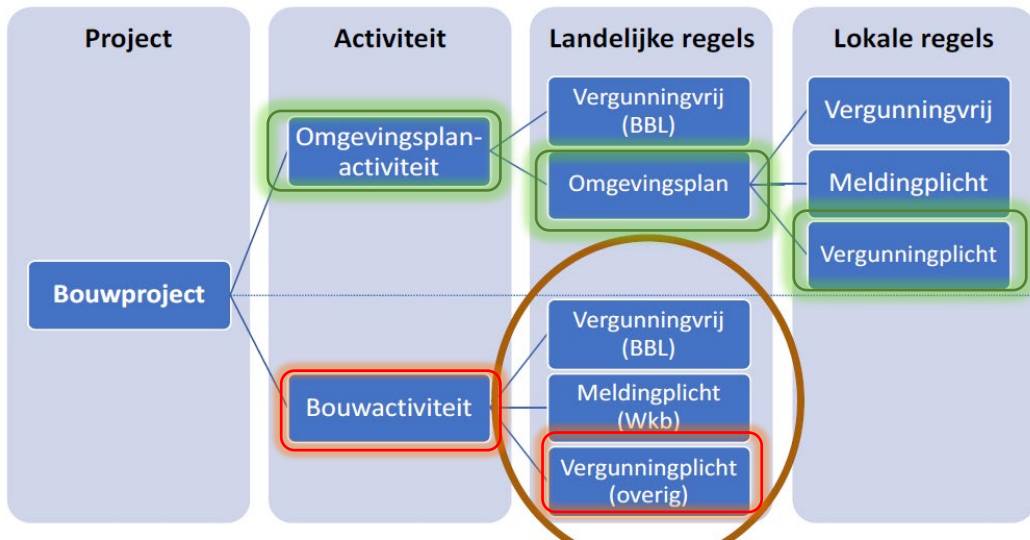 Project
Activiteit
Landelijke regels
Lokale regels
Omgevingsplan-
activiteit
Vergunningvrij
(BBL)
Omgevingsplan
Vergunningvrij
Meldingplicht
Vergunningplicht
Bouwproject
Bouwactiviteit
Vergunningvrij
(BBL)
Meldingplicht
(Wkb)
Vergunningplicht
(overig)